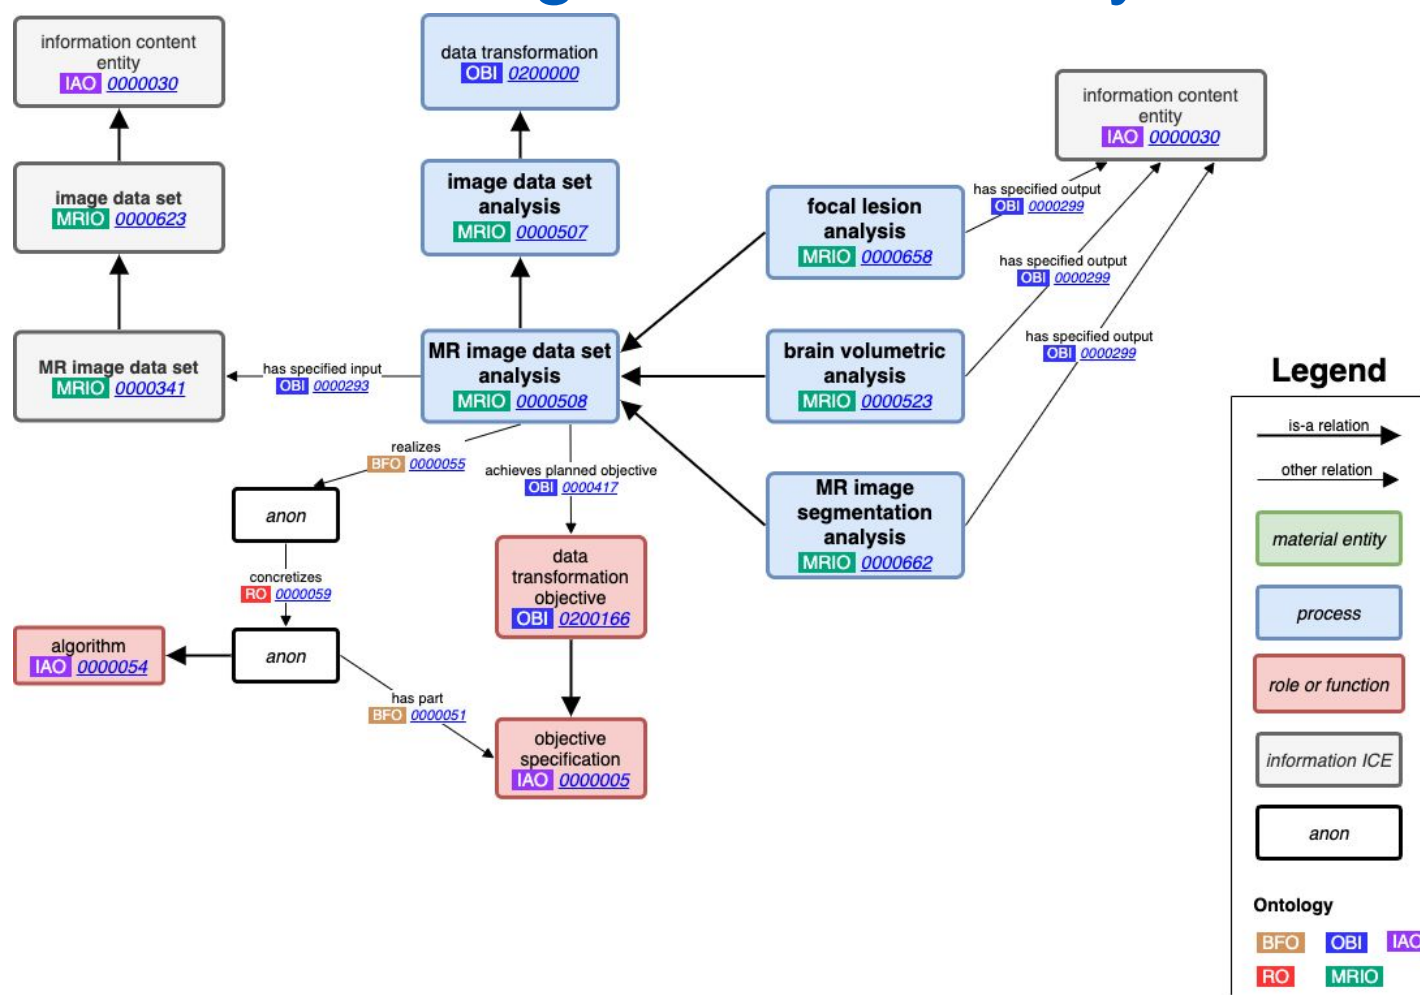 information content
entity
IAO 0000030
data transformation
OBI 0200000
information content
entity
IAO 0000030
image data set
MRIO 0000623
image data set
analysis
MRIO 0000507
focal lesion
analysis
MRIO 0000658
has specified output
OBI 0000299
has specified output
OBI 0000299
has specified output
OBI 0000299
MR image data set
MRIO 0000341
has specified input
OBI 0000293
MR image data set
analysis
MRIO 0000508
brain volumetric
analysis
MRIO 0000523
realizes
BFO 0000055
achieves planned objective
OBI 0000417
MR image
segmentation
analysis
MRIO 0000662
anon
concretizes
RO 0000059
data
transformation
objective
OBI 0200166
algorithm
IAO 0000054
anon
has part
BFO 0000051
objective
specification
IAO 0000005
Legend
is-a relation
other relation
material entity
process
role or function
information ICE
anon
Ontology
BFO OBI IAO
RO MRIO